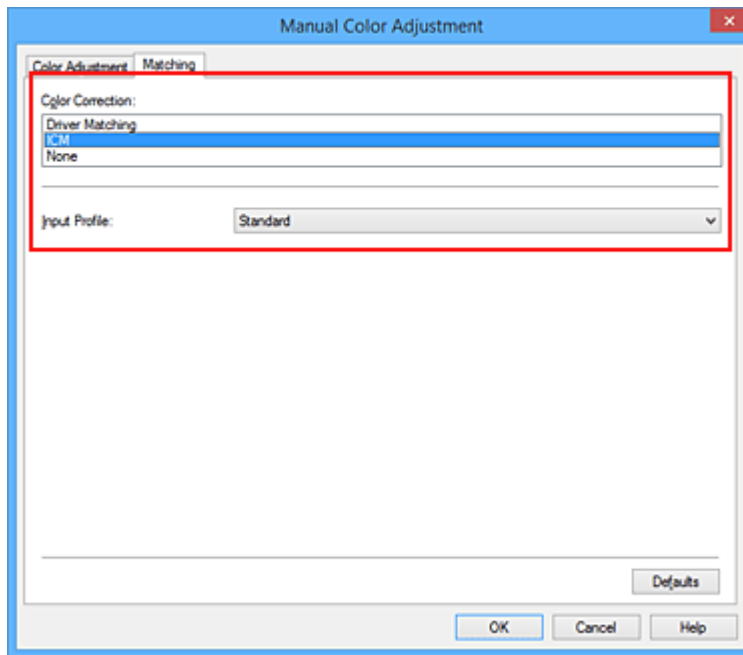 Manual Color Adjustment
Color Adjustment Matching
Color Correction:
Driver Matching
ICM
None
Input Profile: Standard
Defaults
OK Cancel Help